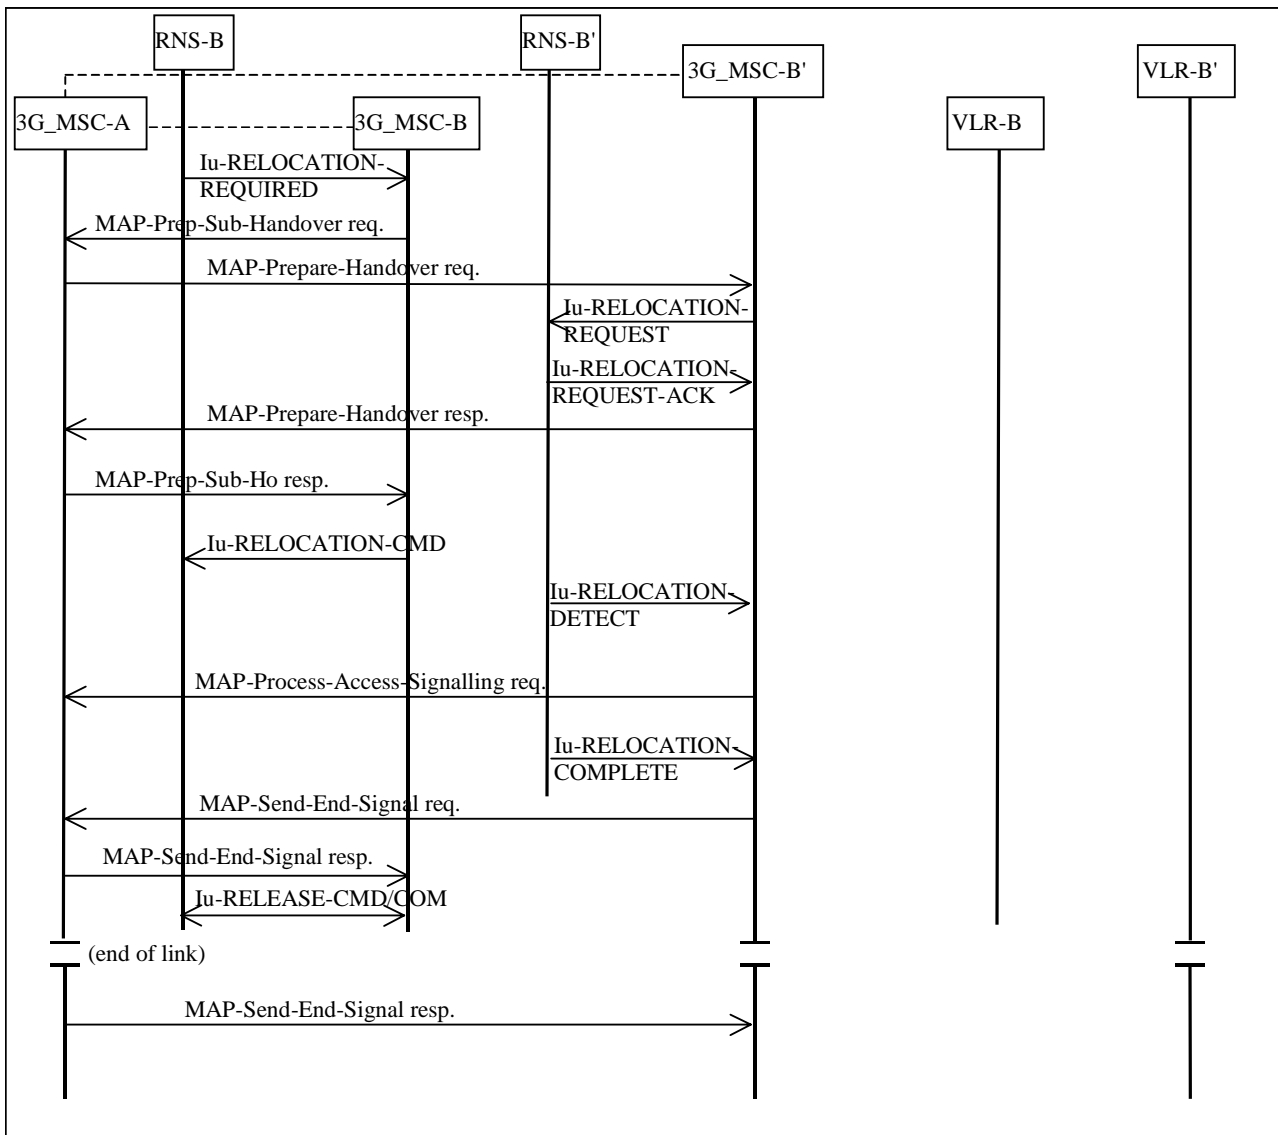 RNS-B
RNS-B'
3G_MSC-B'
VLR-B'
3G_MSC-A
3G_MSC-B
VLR-B
Iu-RELOCATION-
REQUIRED
MAP-Prep-Sub-Handover req.
MAP-Prepare-Handover req.
Iu-RELOCATION-
REQUEST
Iu-RELOCATION-
REQUEST-ACK
MAP-Prepare-Handover resp.
MAP-Prep-Sub-Ho resp.
Iu-RELOCATION-CMD
Iu-RELOCATION-
DETECT
MAP-Process-Access-Signalling req.
Iu-RELOCATION-
COMPLETE
MAP-Send-End-Signal req.
MAP-Send-End-Signal resp.
Iu-RELEASE-CMD/COM
(end of link)
MAP-Send-End-Signal resp.